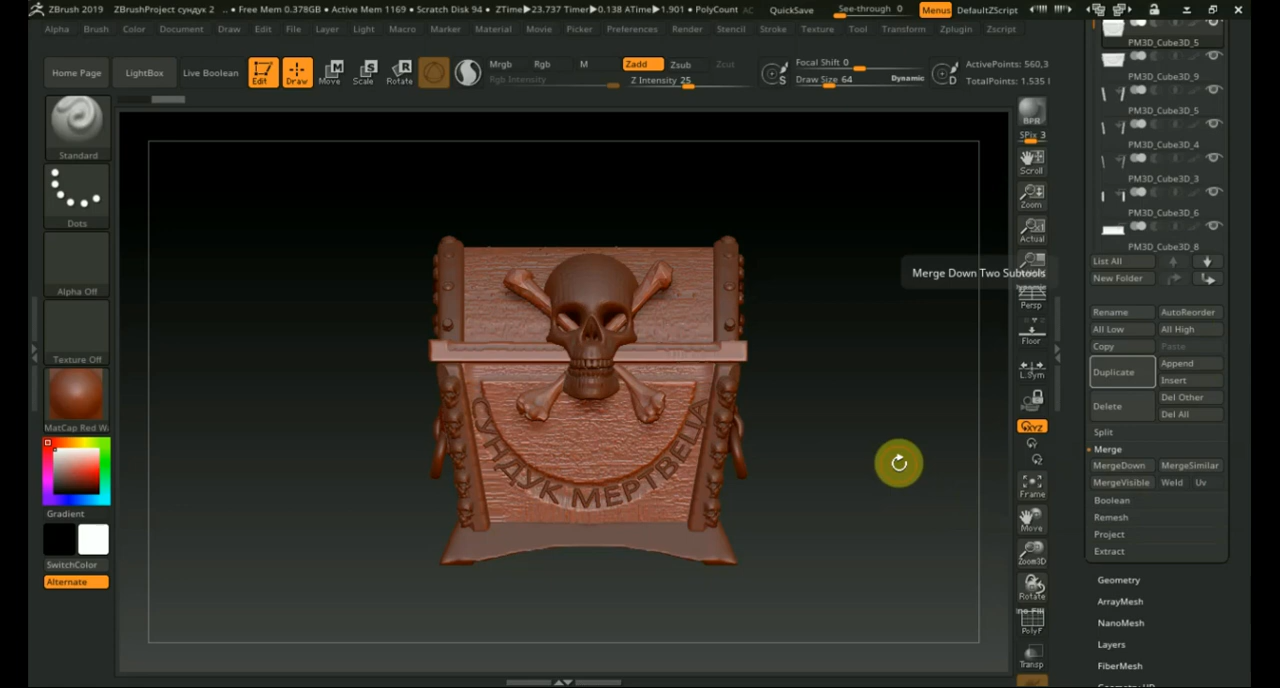 ZBrush 2019 ZBrushProject сундук 2 .. ● Free Mem 0.378GB ● Active Mem 1169 ● Scratch Disk 94 ● ZTime▶23.737 Timer▶0.138 ATime▶1.901 ● PolyCount AC QuickSave See-through 0 Menus DefaultZScript
Alpha Brush Color Document Draw Edit File Layer Light Macro Marker Material Movie Picker Preferences Render Stencil Stroke Texture Tool Transform Zplugin Zscript
Home Page LightBox Live Boolean Edit Draw Move Scale Rotate
Mrgb Rgb M Zadd Zsub Zcut
Rgb Intensity Z Intensity 25
S Focal Shift 0
Draw Size 64 Dynamic
D ActivePoints: 560,3
TotalPoints: 1.535
Standard
Dots
Alpha Off
Texture Off
MatCap Red W
Gradient
SwitchColor
Alternate
СУНДУК МЕРТВЕЦА
Merge Down Two Subtools
BPR
SPix 3
Scroll
Zoom
Actual
Dynamic
Persp
Floor
L.Sym
XYZ
Frame
Move
Zoom3D
Rotate
PolyF
Transp
PM3D_Cube3D_5
PM3D_Cube3D_9
PM3D_Cube3D_5
PM3D_Cube3D_4
PM3D_Cube3D_3
PM3D_Cube3D_6
PM3D_Cube3D_8
List All
New Folder
Rename AutoReorder
All Low All High
Copy Paste
Duplicate Append
Insert
Delete Del Other
Del All
Split
Merge
MergeDown MergeSimilar
MergeVisible Weld Uv
Boolean
Remesh
Project
Extract
Geometry
ArrayMesh
NanoMesh
Layers
FiberMesh